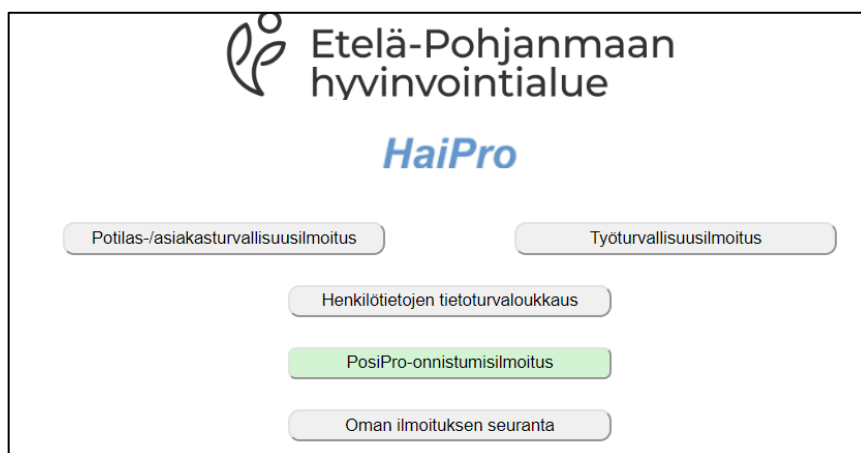 Etelä-Pohjanmaan
hyvinvointialue
HaiPro
Potilas-/asiakasturvallisuusilmoitus
Työturvallisuusilmoitus
Henkilötietojen tietoturvaloukkaus
PosiPro-onnistumisilmoitus
Oman ilmoituksen seuranta